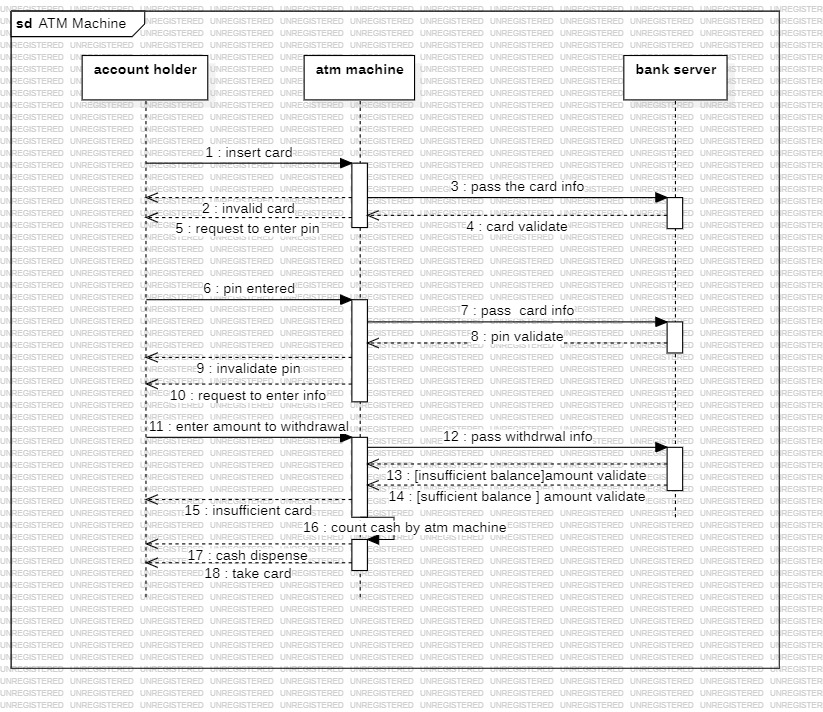 sd ATM Machine
account holder
atm machine
bank server
1 : insert card
3 : pass the card info
2 : invalid card
4 : card validate
5 : request to enter pin
6 : pin entered
7 : pass  card info
8 : pin validate
9 : invalidate pin
10 : request to enter info
11 : enter amount to withdrawal
12 : pass withdrwal info
13 : [insufficient balance]amount validate
14 : [sufficient balance ] amount validate
15 : insufficient card
16 : count cash by atm machine
17 : cash dispense
18 : take card
UNREGISTERED